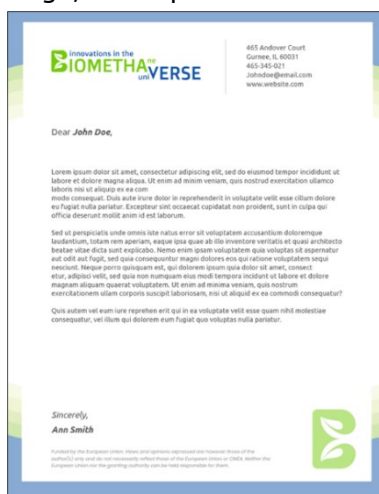 innovations in the
BIOMETHAne
uniVERSE
465 Andover Court
Gurnee, IL 60031
465-345-021
Johndoe@email.com
www.website.com
Dear John Doe,
Lorem ipsum dolor sit amet, consectetur adipiscing elit, sed do eiusmod tempor incididunt ut
labore et dolore magna aliqua. Ut enim ad minim veniam, quis nostrud exercitation ullamco
laboris nisi ut aliquip ex ea com
modo consequat. Duis aute irure dolor in reprehenderit in voluptate velit esse cillum dolore
eu fugiat nulla pariatur. Excepteur sint occaecat cupidatat non proident, sunt in culpa qui
officia deserunt mollit anim id est laborum.
Sed ut perspiciatis unde omnis iste natus error sit voluptatem accusantium doloremque
laudantium, totam rem aperiam, eaque ipsa quae ab illo inventore veritatis et quasi architecto
beatae vitae dicta sunt explicabo. Nemo enim ipsam voluptatem quia voluptas sit aspernatur
aut odit aut fugit, sed quia consequuntur magni dolores eos qui ratione voluptatem sequi
nesciunt. Neque porro quisquam est, qui dolorem ipsum quia dolor sit amet, consect
etur, adipisci velit, sed quia non numquam eius modi tempora incidunt ut labore et dolore
magnam aliquam quaerat voluptatem. Ut enim ad minima veniam, quis nostrum
exercitationem ullam corporis suscipit laboriosam, nisi ut aliquid ex ea commodi consequatur?
Quis autem vel eum iure reprehen erit qui in ea voluptate velit esse quam nihil molestiae
consequatur, vel illum qui dolorem eum fugiat quo voluptas nulla pariatur.
Sincerely,
Ann Smith
Funded by the European Union. Views and opinions expressed are however those of the
author(s) only and do not necessarily reflect those of the European Union or CINEA. Neither the
European Union nor the granting authority can be held responsible for them.